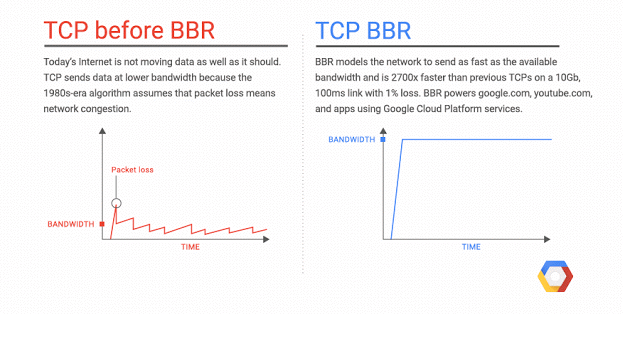 TCP before BBR
Today's Internet is not moving data as well as it should.
TCP sends data at lower bandwidth because the
1980s-era algorithm assumes that packet loss means
network congestion.
Packet loss
BANDWIDTH
TIME
TCP BBR
BBR models the network to send as fast as the available
bandwidth and is 2700x faster than previous TCPs on a 10Gb,
100ms link with 1% loss. BBR powers google.com, youtube.com,
and apps using Google Cloud Platform services.
BANDWIDTH
TIME